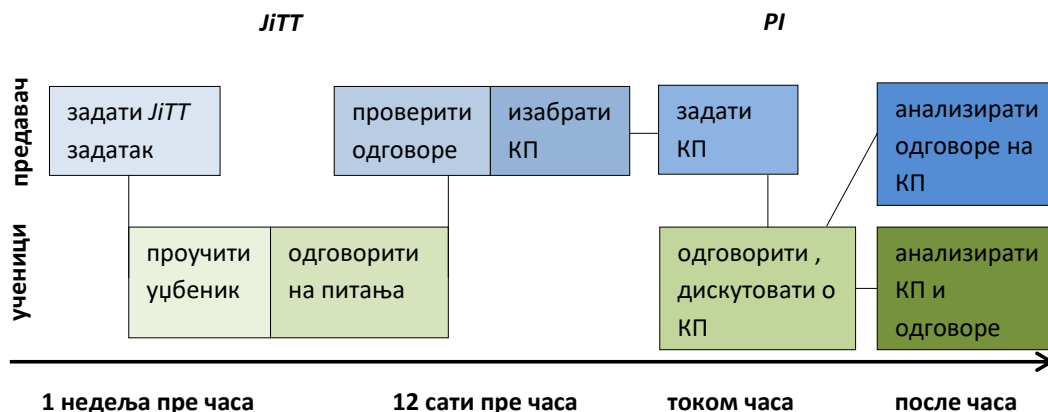 JiTT
PI
предавач
задати JiTT
задатак
проверити
одговоре
изабрати
КП
задати
КП
анализирати
одговоре на
КП
ученици
проучити
уџбеник
одговорити
на питања
одговорити ,
дискутовати о
КП
анализирати
КП и
одговоре
1 недеља пре часа
12 сати пре часа
током часа
после часа